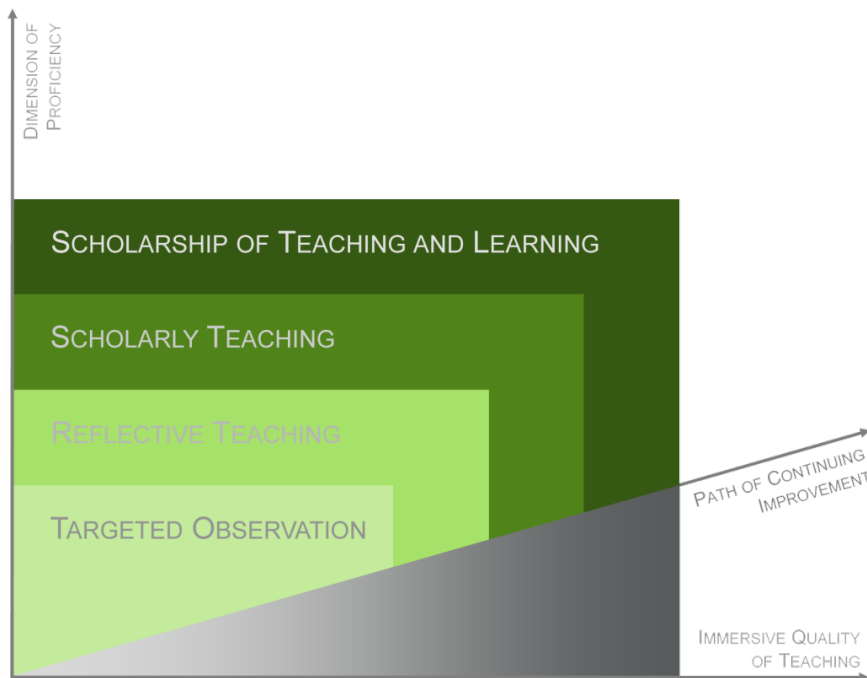 DIMENSION OF
PROFICIENCY
SCHOLARSHIP OF TEACHING AND LEARNING
SCHOLARLY TEACHING
REFLECTIVE TEACHING
TARGETED OBSERVATION
PATH OF CONTINUING
IMPROVEMENT
IMMERSIVE QUALITY
OF TEACHING